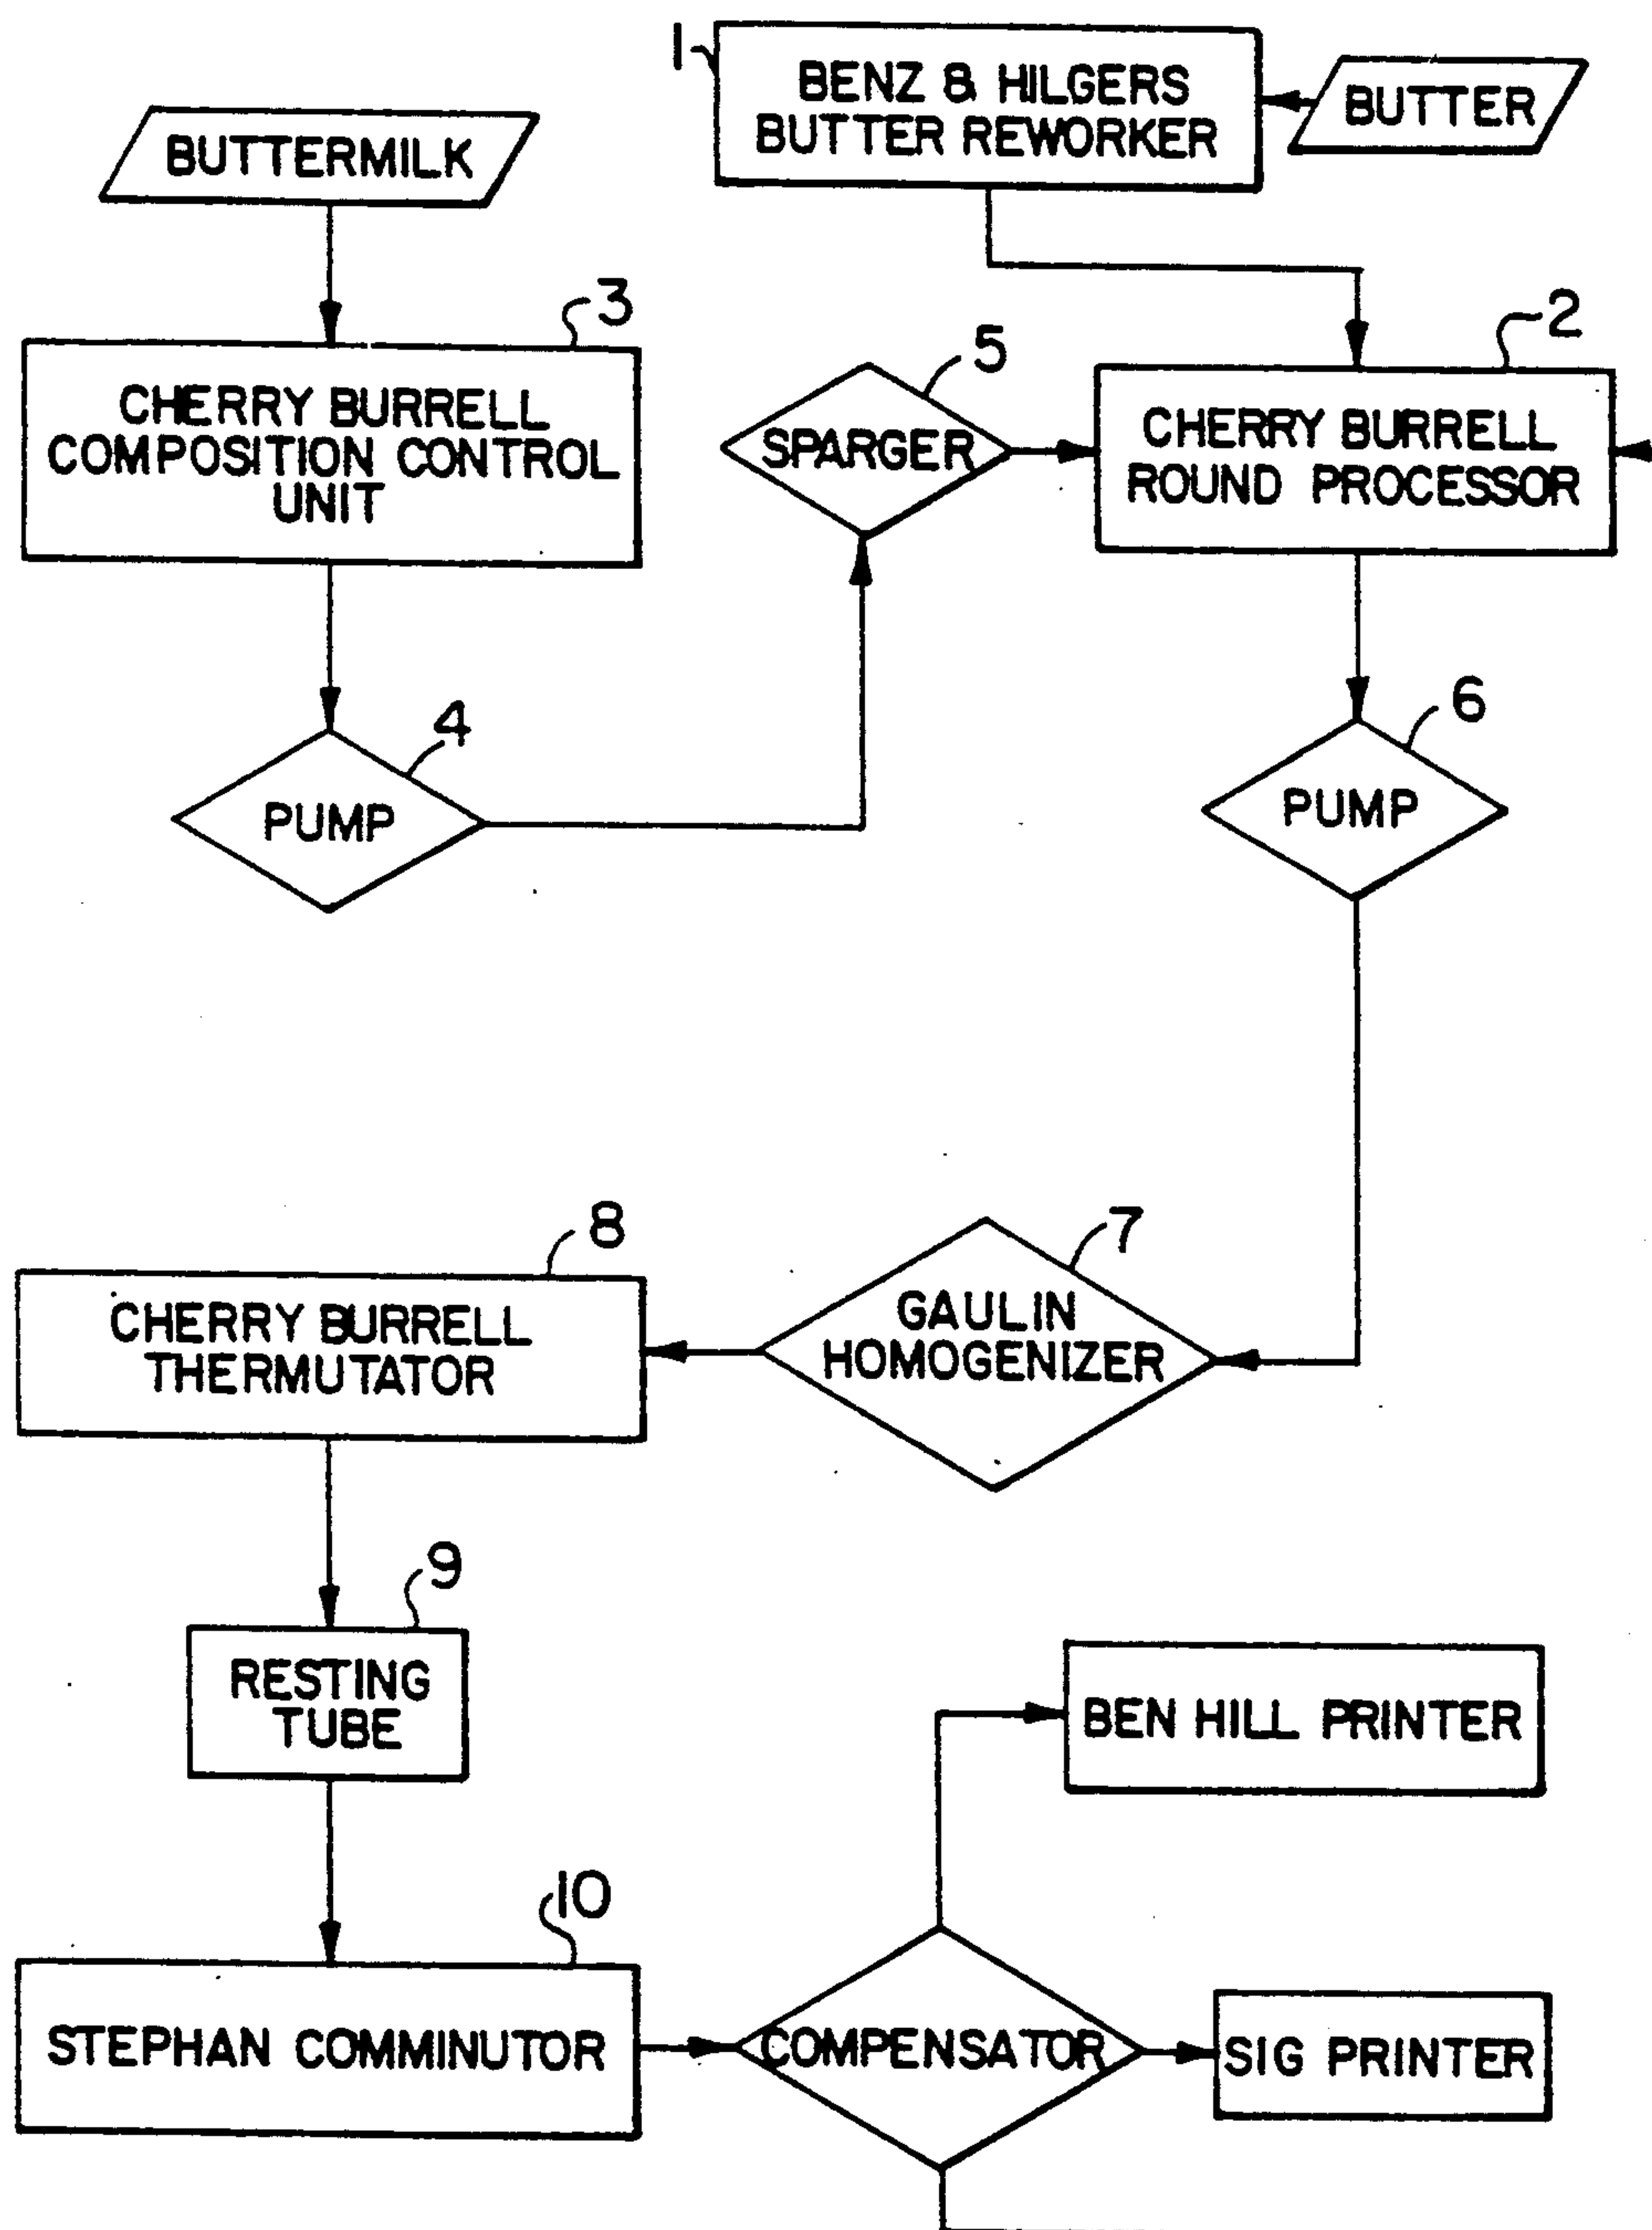 1
BENZ & HILGERS
BUTTER REWORKER
BUTTER
BUTTERMILK
3
CHERRY BURRELL
COMPOSITION CONTROL
UNIT
5
SPARGER
2
CHERRY BURRELL
ROUND PROCESSOR
4
PUMP
6
PUMP
8
CHERRY BURRELL
THERMUTATOR
7
GAULIN
HOMOGENIZER
9
RESTING
TUBE
BEN HILL PRINTER
10
STEPHAN COMMINUTOR
COMPENSATOR
SIG PRINTER